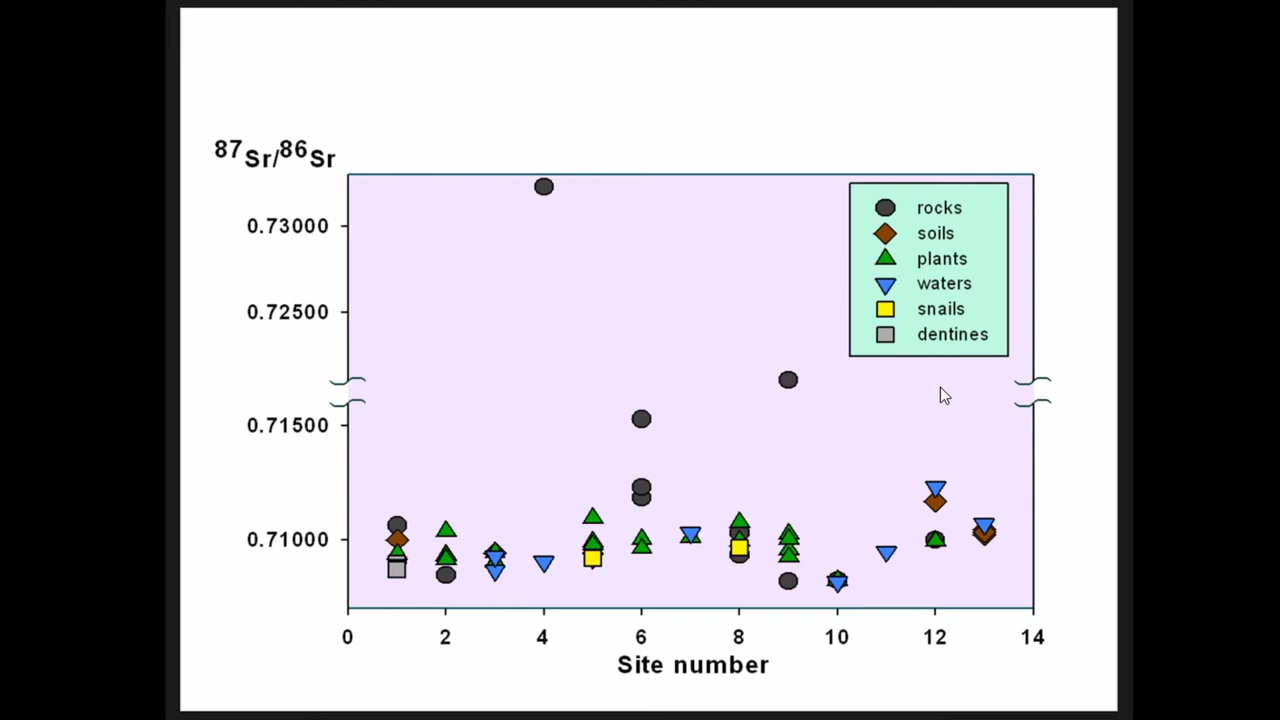 87Sr/86Sr
0.73000
0.72500
0.71500
0.71000
rocks
soils
plants
waters
snails
dentines
0 2 4 6 8 10 12 14
Site number